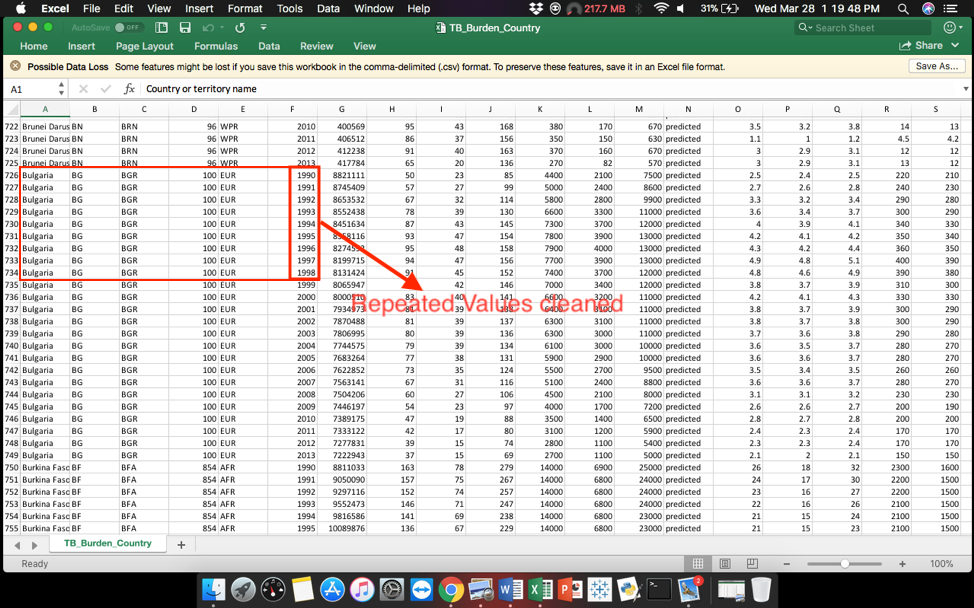 Excel File Edit View Insert Format Tools Data Window Help 217.7 MB 31% Wed Mar 28 1 19 48 PM
AutoSave OFF TB_Burden_Country Search Sheet
Home Insert Page Layout Formulas Data Review View Share
Possible Data Loss Some features might be lost if you save this workbook in the comma-delimited (.csv) format. To preserve these features, save it in an Excel file format. Save As...
A1 fx Country or territory name
A B C D E F G H I J K L M N O P Q R S
722 Brunei Darus BN BRN 96 WPR 2010 400569 95 43 168 380 170 670 predicted 3.5 3.2 3.8 14 13
723 Brunei Darus BN BRN 96 WPR 2011 406512 86 37 156 350 150 630 predicted 1.1 1 1.2 4.5 4.2
724 Brunei Darus BN BRN 96 WPR 2012 412238 91 40 163 370 160 670 predicted 3 2.9 3.1 12 12
725 Brunei Darus BN BRN 96 WPR 2013 417784 65 20 136 270 82 570 predicted 3 2.9 3.1 13 12
726 Bulgaria BG BGR 100 EUR 1990 8821111 50 23 85 4400 2100 7500 predicted 2.5 2.4 2.5 220 210
727 Bulgaria BG BGR 100 EUR 1991 8745409 57 27 99 5000 2400 8600 predicted 2.7 2.6 2.8 240 230
728 Bulgaria BG BGR 100 EUR 1992 8653532 67 32 114 5800 2800 9900 predicted 3.3 3.2 3.4 290 280
729 Bulgaria BG BGR 100 EUR 1993 8552438 78 39 130 6600 3300 11000 predicted 3.6 3.4 3.7 300 290
730 Bulgaria BG BGR 100 EUR 1994 8451634 87 43 145 7300 3700 12000 predicted 4 3.9 4.1 340 330
731 Bulgaria BG BGR 100 EUR 1995 93 47 154 7800 3900 13000 predicted 4.2 4.1 4.2 350 340
732 Bulgaria BG BGR 100 EUR 1996 95 48 158 7900 4000 13000 predicted 4.3 4.2 4.4 360 350
733 Bulgaria BG BGR 100 EUR 1997 8199715 94 47 156 7700 3900 13000 predicted 4.9 4.8 5.1 400 390
734 Bulgaria BG BGR 100 EUR 1998 8131424 91 45 152 7400 3700 12000 predicted 4.8 4.6 4.9 390 380
735 Bulgaria BG BGR 100 EUR 1999 8065947 42 146 7000 3400 12000 predicted 3.8 3.7 3.9 310 300
736 Bulgaria BG BGR 100 EUR 2000 8000510 83 40 141 6600 3200 11000 predicted 4.2 4.1 4.3 330 330
Repeated Values cleaned
737 Bulgaria BG BGR 100 EUR 2001 7934973 81 39 138 6400 3100 11000 predicted 3.8 3.7 3.9 300 290
738 Bulgaria BG BGR 100 EUR 2002 7870488 81 39 137 6300 3100 11000 predicted 3.8 3.7 3.8 300 290
739 Bulgaria BG BGR 100 EUR 2003 7806995 80 39 136 6300 3000 11000 predicted 3.7 3.6 3.8 290 280
740 Bulgaria BG BGR 100 EUR 2004 7744575 79 39 134 6100 3000 10000 predicted 3.6 3.5 3.7 280 270
741 Bulgaria BG BGR 100 EUR 2005 7683264 77 38 131 5900 2900 10000 predicted 3.6 3.6 3.7 280 270
742 Bulgaria BG BGR 100 EUR 2006 7622852 73 35 124 5500 2700 9500 predicted 3.5 3.4 3.5 260 260
743 Bulgaria BG BGR 100 EUR 2007 7563141 67 31 116 5100 2400 8800 predicted 3.6 3.6 3.7 280 270
744 Bulgaria BG BGR 100 EUR 2008 7504206 60 27 106 4500 2100 8000 predicted 3.1 3.1 3.2 230 230
745 Bulgaria BG BGR 100 EUR 2009 7446197 54 23 97 4000 1700 7200 predicted 2.6 2.6 2.7 200 190
746 Bulgaria BG BGR 100 EUR 2010 7389175 47 19 88 3500 1400 6500 predicted 2.8 2.7 2.8 200 200
747 Bulgaria BG BGR 100 EUR 2011 7333122 42 17 80 3100 1200 5900 predicted 2.4 2.3 2.4 170 170
748 Bulgaria BG BGR 100 EUR 2012 7277831 39 15 74 2800 1100 5400 predicted 2.3 2.3 2.4 170 170
749 Bulgaria BG BGR 100 EUR 2013 7222943 37 15 69 2700 1100 5000 predicted 2.1 2 2.1 150 150
750 Burkina Faso BF BFA 854 AFR 1990 8811033 163 78 279 14000 6900 25000 predicted 26 18 32 2300 1600
751 Burkina Faso BF BFA 854 AFR 1991 9050090 157 75 267 14000 6800 24000 predicted 24 17 30 2200 1500
752 Burkina Faso BF BFA 854 AFR 1992 9297116 152 74 257 14000 6800 24000 predicted 23 16 27 2200 1500
753 Burkina Faso BF BFA 854 AFR 1993 9552473 146 71 247 14000 6800 24000 predicted 22 16 26 2100 1500
754 Burkina Faso BF BFA 854 AFR 1994 9816586 141 69 238 14000 6800 23000 predicted 21 15 24 2100 1500
755 Burkina Faso BF BFA 854 AFR 1995 10089876 136 67 229 14000 6800 23000 predicted 21 15 23 2100 1500
TB_Burden_Country +
Ready 100%